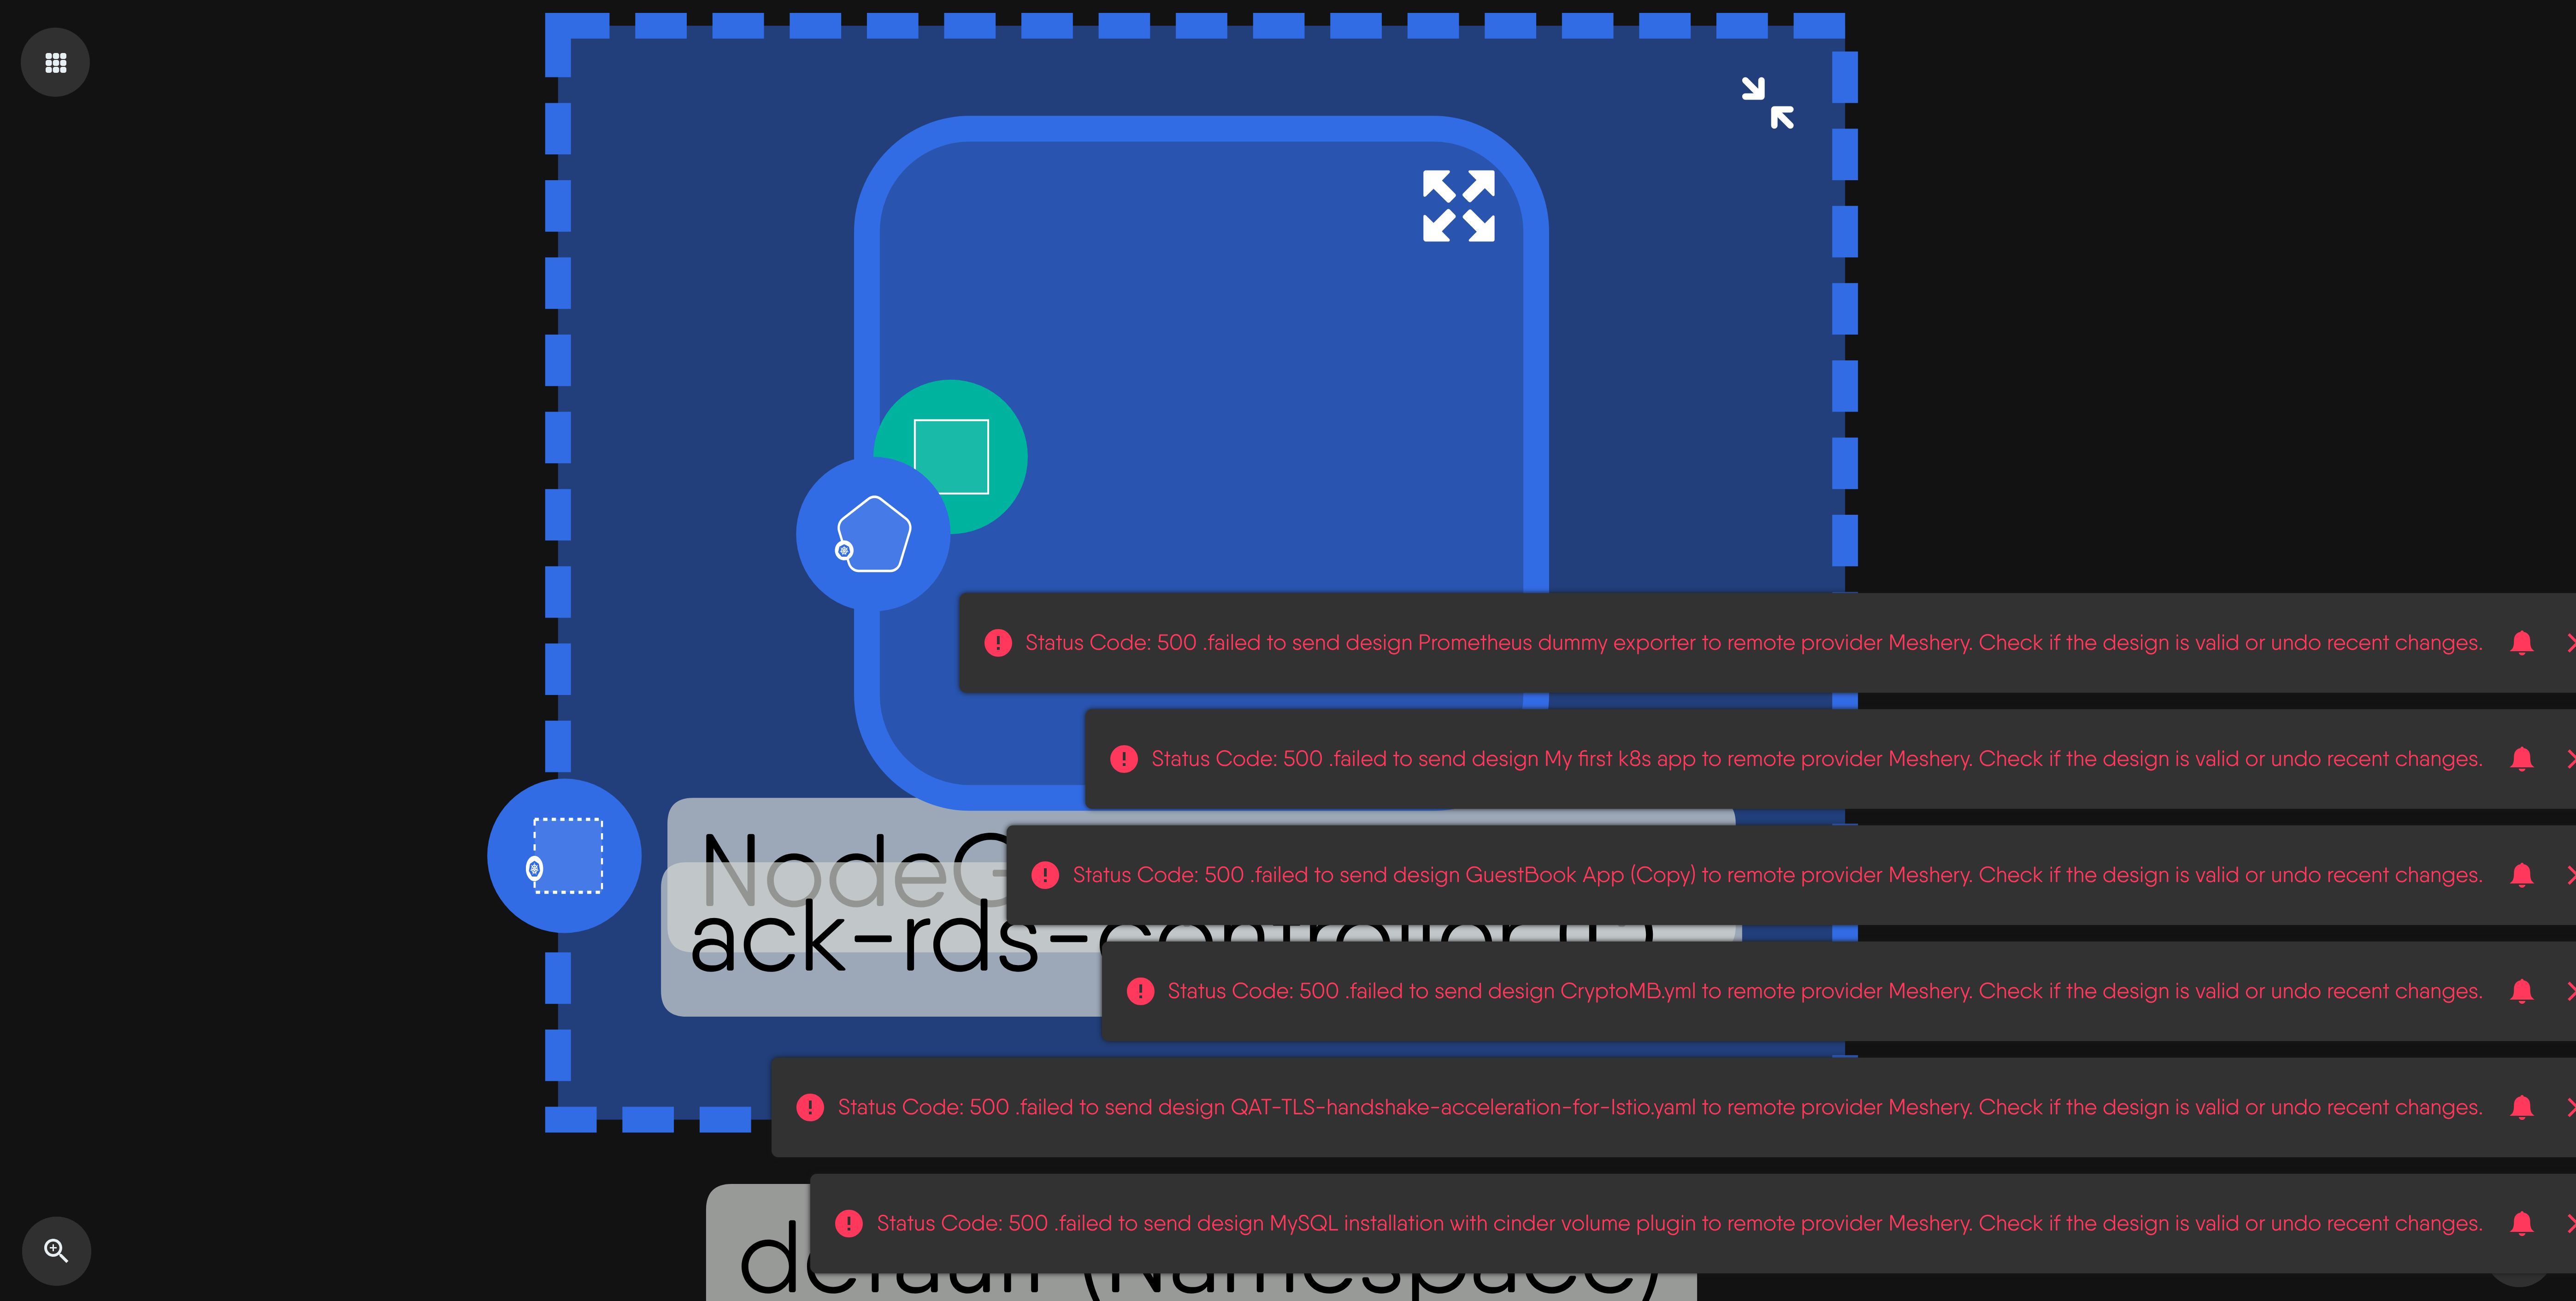 Status Code: 500 .failed to send design Prometheus dummy exporter to remote provider Meshery. Check if the design is valid or undo recent changes.
Status Code: 500 .failed to send design My first k8s app to remote provider Meshery. Check if the design is valid or undo recent changes.
NodeG
Status Code: 500 .failed to send design GuestBook App (Copy) to remote provider Meshery. Check if the design is valid or undo recent changes.
ack-rds-controller
Status Code: 500 .failed to send design CryptoMB.yml to remote provider Meshery. Check if the design is valid or undo recent changes.
Status Code: 500 .failed to send design QAT-TLS-handshake-acceleration-for-Istio.yaml to remote provider Meshery. Check if the design is valid or undo recent changes.
Status Code: 500 .failed to send design MySQL installation with cinder volume plugin to remote provider Meshery. Check if the design is valid or undo recent changes.
default (Namespace)